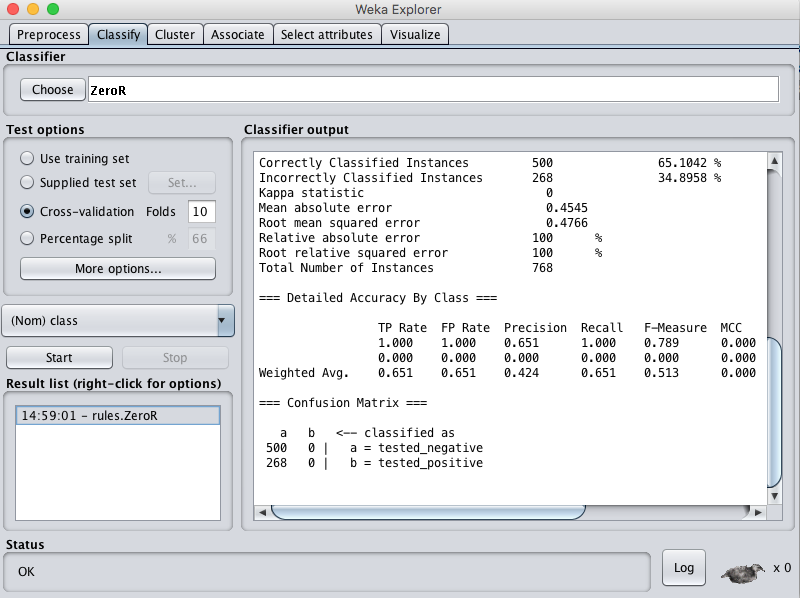 Weka Explorer
Preprocess Classify Cluster Associate Select attributes Visualize
Classifier
Choose ZeroR
Test options
Use training set
Supplied test set Set...
Cross-validation Folds 10
Percentage split % 66
More options...
(Nom) class
Start Stop
Result list (right-click for options)
14:59:01 – rules.ZeroR
Classifier output
Correctly Classified Instances 500 65.1042 %
Incorrectly Classified Instances 268 34.8958 %
Kappa statistic 0
Mean absolute error 0.4545
Root mean squared error 0.4766
Relative absolute error 100 %
Root relative squared error 100 %
Total Number of Instances 768
=== Detailed Accuracy By Class ===
TP Rate FP Rate Precision Recall F-Measure MCC
1.000 1.000 0.651 1.000 0.789 0.000
0.000 0.000 0.000 0.000 0.000 0.000
Weighted Avg. 0.651 0.651 0.424 0.651 0.513 0.000
=== Confusion Matrix ===
a b <-- classified as
500 0 | a = tested_negative
268 0 | b = tested_positive
Status
OK
Log
x 0